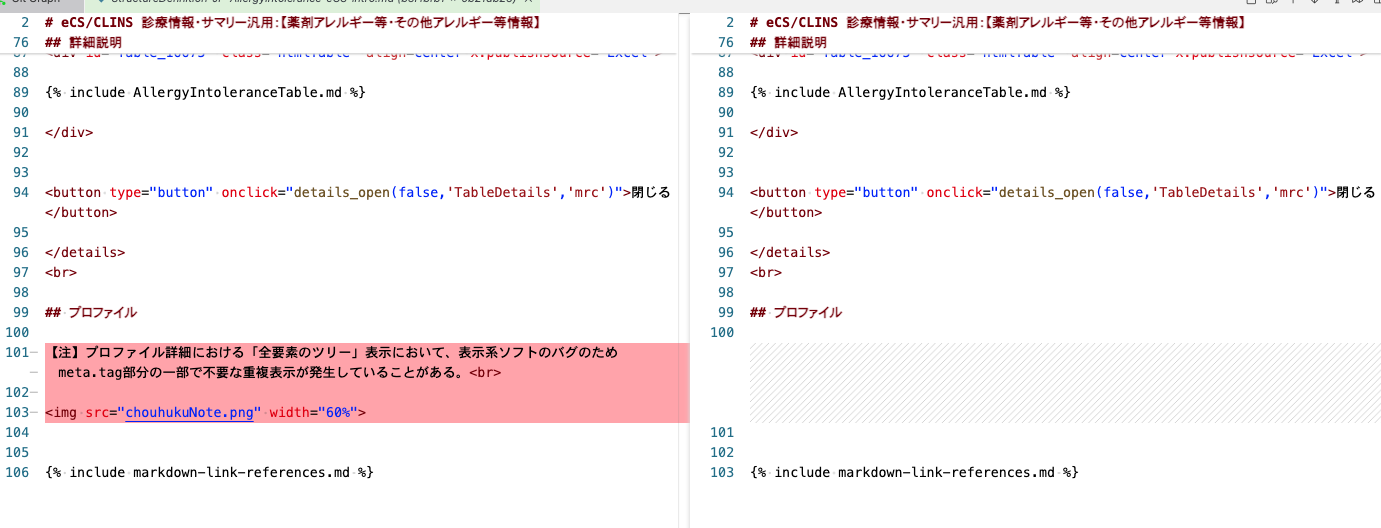 2 # eCS/CLINS 診療情報・サマリー汎用:【薬剤アレルギー等・その他アレルギー等情報】
76 ## 詳細説明
88
89 {% include AllergyIntoleranceTable.md %}
90
91 </div>
92
93
94 <button type="button" onclick="details_open(false,'TableDetails','mrc')">閉じる
</button>
95
96 </details>
97 <br>
98
99 ## プロファイル
100
101 【注】プロファイル詳細における「全要素のツリー」表示において、表示系ソフトのバグのため
meta.tag部分の一部で不要な重複表示が発生していることがある。<br>
102
103 <img src="chouhukuNote.png" width="60%">
104
105
106 {% include markdown-link-references.md %}
2 # eCS/CLINS 診療情報・サマリー汎用:【薬剤アレルギー等・その他アレルギー等情報】
76 ## 詳細説明
88
89 {% include AllergyIntoleranceTable.md %}
90
91 </div>
92
93
94 <button type="button" onclick="details_open(false,'TableDetails','mrc')">閉じる
</button>
95
96 </details>
97 <br>
98
99 ## プロファイル
100
101
102
103 {% include markdown-link-references.md %}